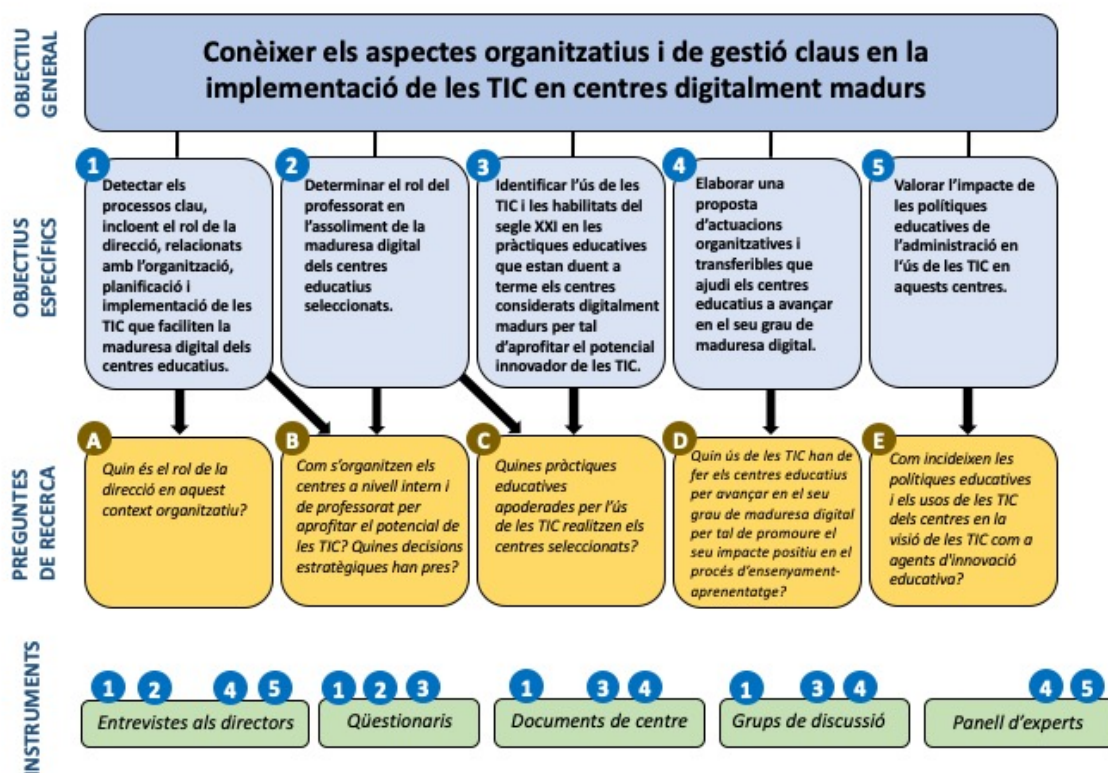 OBJECTIU
GENERAL
Conèixer els aspectes organitzatius i de gestió claus en la
implementació de les TIC en centres digitalment madurs
OBJECTIUS
ESPECÍFICS
1
Detectar els
processos clau,
incloent el rol de la
direcció, relacionats
amb l’organització,
planificació i
implementació de les
TIC que faciliten la
maduresa digital dels
centres educatius.
2
Determinar el rol del
professorat en
l’assoliment de la
maduresa digital
dels centres
educatius
seleccionats.
3
Identificar l’ús de les
TIC i les habilitats del
segle XXI en les
pràctiques educatives
que estan duent a
terme els centres
considerats digitalment
madurs per tal
d’aprofitar el potencial
innovador de les TIC.
4
Elaborar una
proposta
d’actuacions
organitzatives i
transferibles que
ajudi els centres
educatius a avançar
en el seu grau de
maduresa digital.
5
Valorar l’impacte de
les polítiques
educatives de
l’administració en
l‘ús de les TIC en
aquests centres.
PREGUNTES
DE RECERCA
A
Quin és el rol de la
direcció en aquest
context organitzatiu?
B
Com s’organitzen els
centres a nivell intern i
de professorat per
aprofitar el potencial de
les TIC? Quines decisions
estratègiques han pres?
C
Quines pràctiques
educatives
apoderades per l’ús
de les TIC realitzen els
centres seleccionats?
D
Quin ús de les TIC han de
fer els centres educatius
per avançar en el seu
grau de maduresa digital
per tal de promoure el
seu impacte positiu en el
procés d’ensenyament-
aprenentatge?
E
Com incideixen les
polítiques educatives
i els usos de les TIC
dels centres en la
visió de les TIC com a
agents d'innovació
educativa?
INSTRUMENTS
1 2 4 5
Entrevistes als directors
1 2 3
Qüestionaris
1 3 4
Documents de centre
1 3 4
Grups de discussió
4 5
Panell d’experts